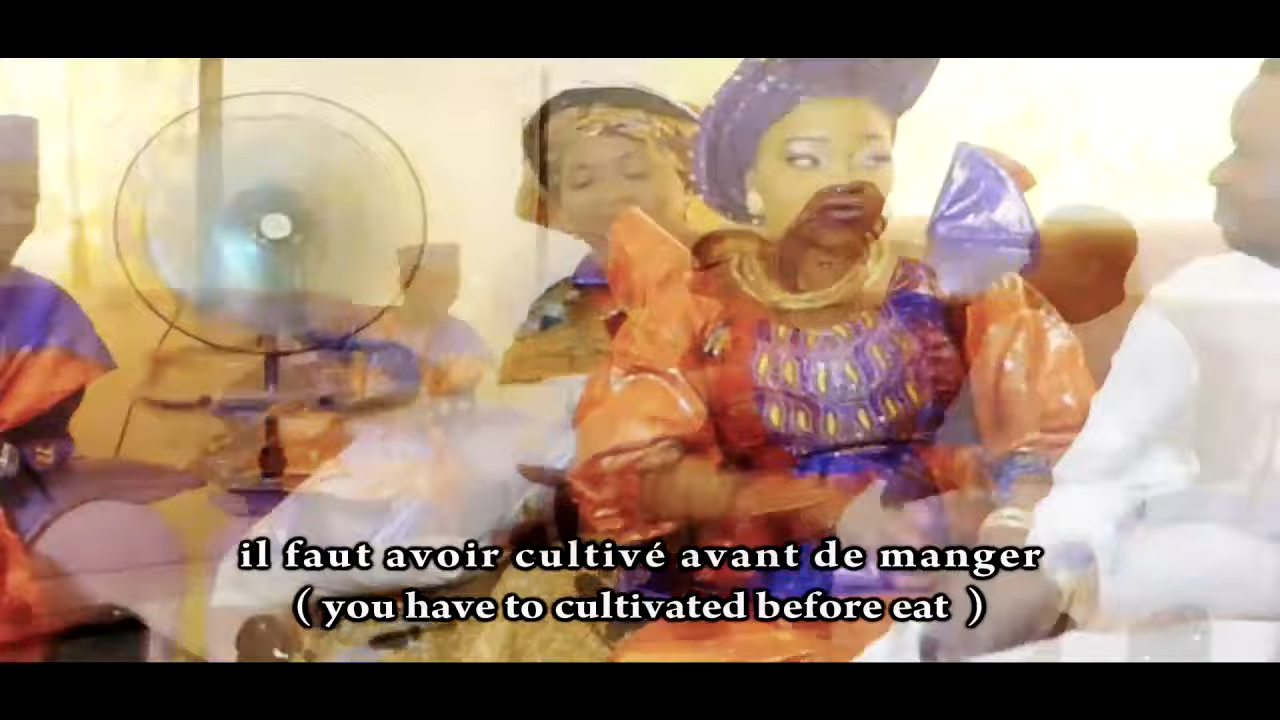 il faut avoir cultivé avant de manger
( you have to cultivated before eat )